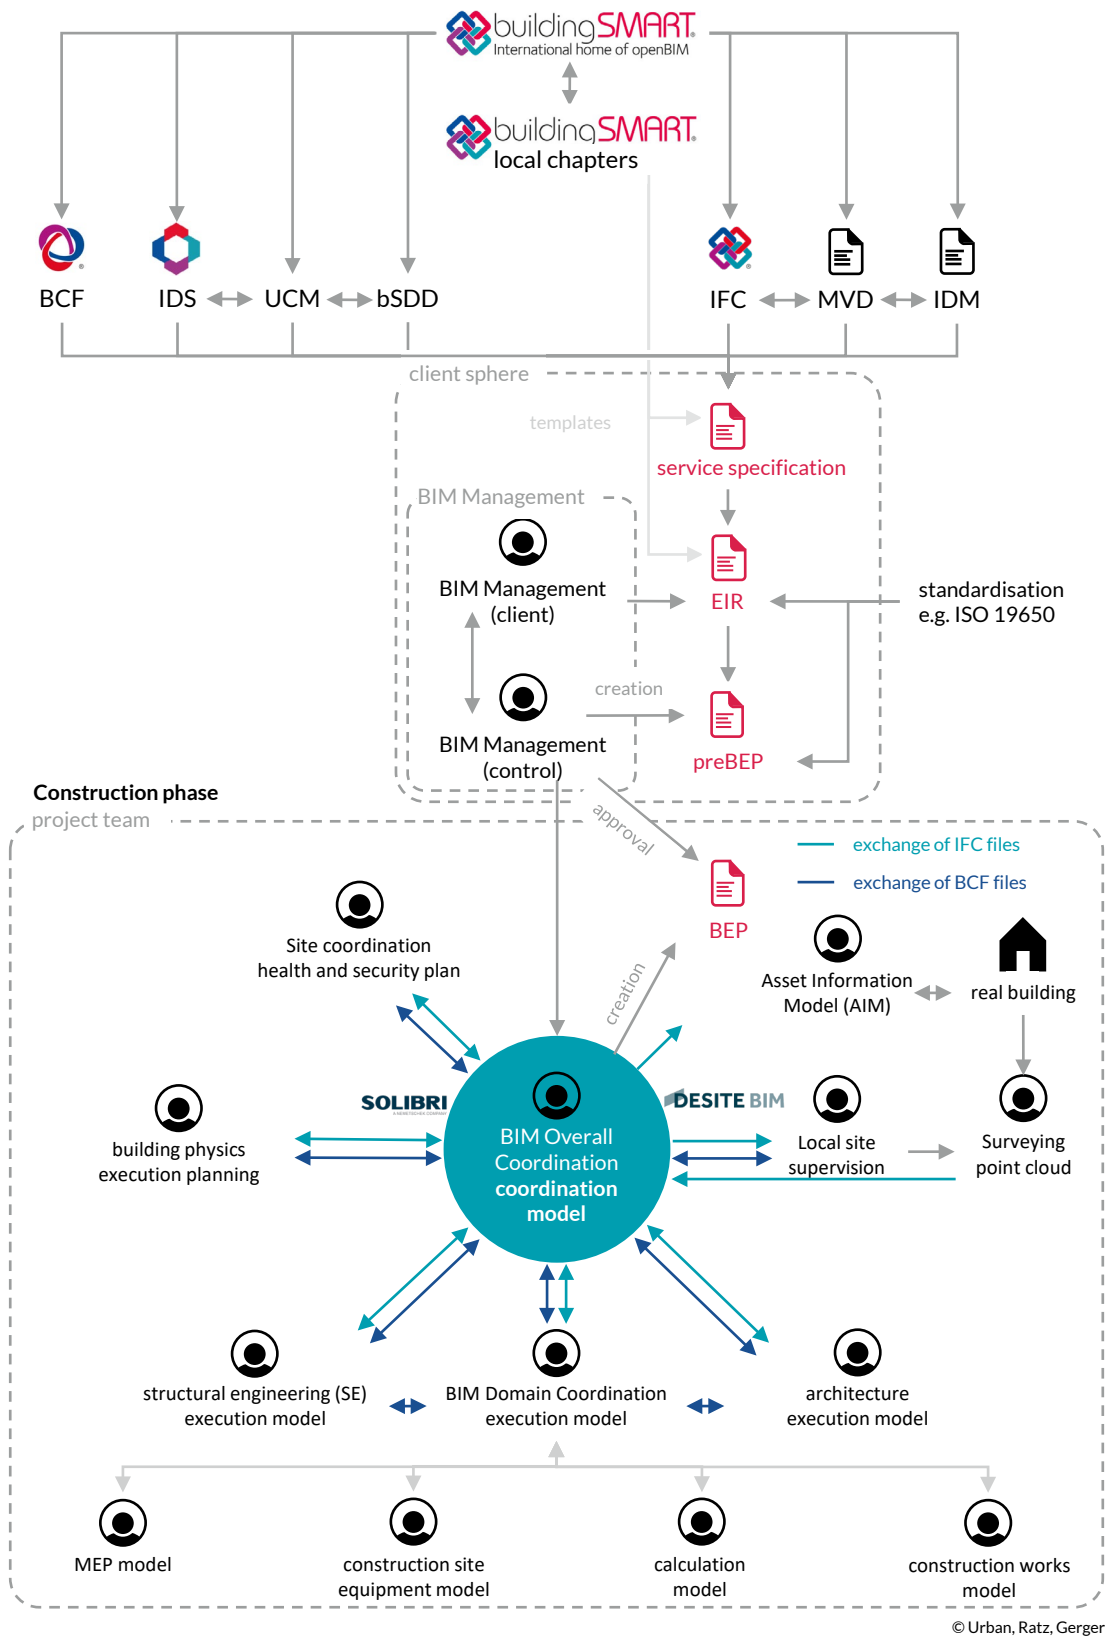 buildingSMART®
International home of openBIM
buildingSMART®
local chapters
BCF
IDS
UCM
bSDD
IFC
MVD
IDM
client sphere
templates
service specification
BIM Management
BIM Management
(client)
EIR
standardisation
e.g. ISO 19650
creation
BIM Management
(control)
preBEP
Construction phase
project team
approval
exchange of IFC files
exchange of BCF files
BEP
Site coordination
health and security plan
Asset Information
Model (AIM)
real building
creation
SOLIBRI
A NEMETSCHEK COMPANY
DESITE BIM
building physics
execution planning
BIM Overall
Coordination
coordination
model
Local site
supervision
Surveying
point cloud
structural engineering (SE)
execution model
BIM Domain Coordination
execution model
architecture
execution model
MEP model
construction site
equipment model
calculation
model
construction works
model
© Urban, Ratz, Gerger